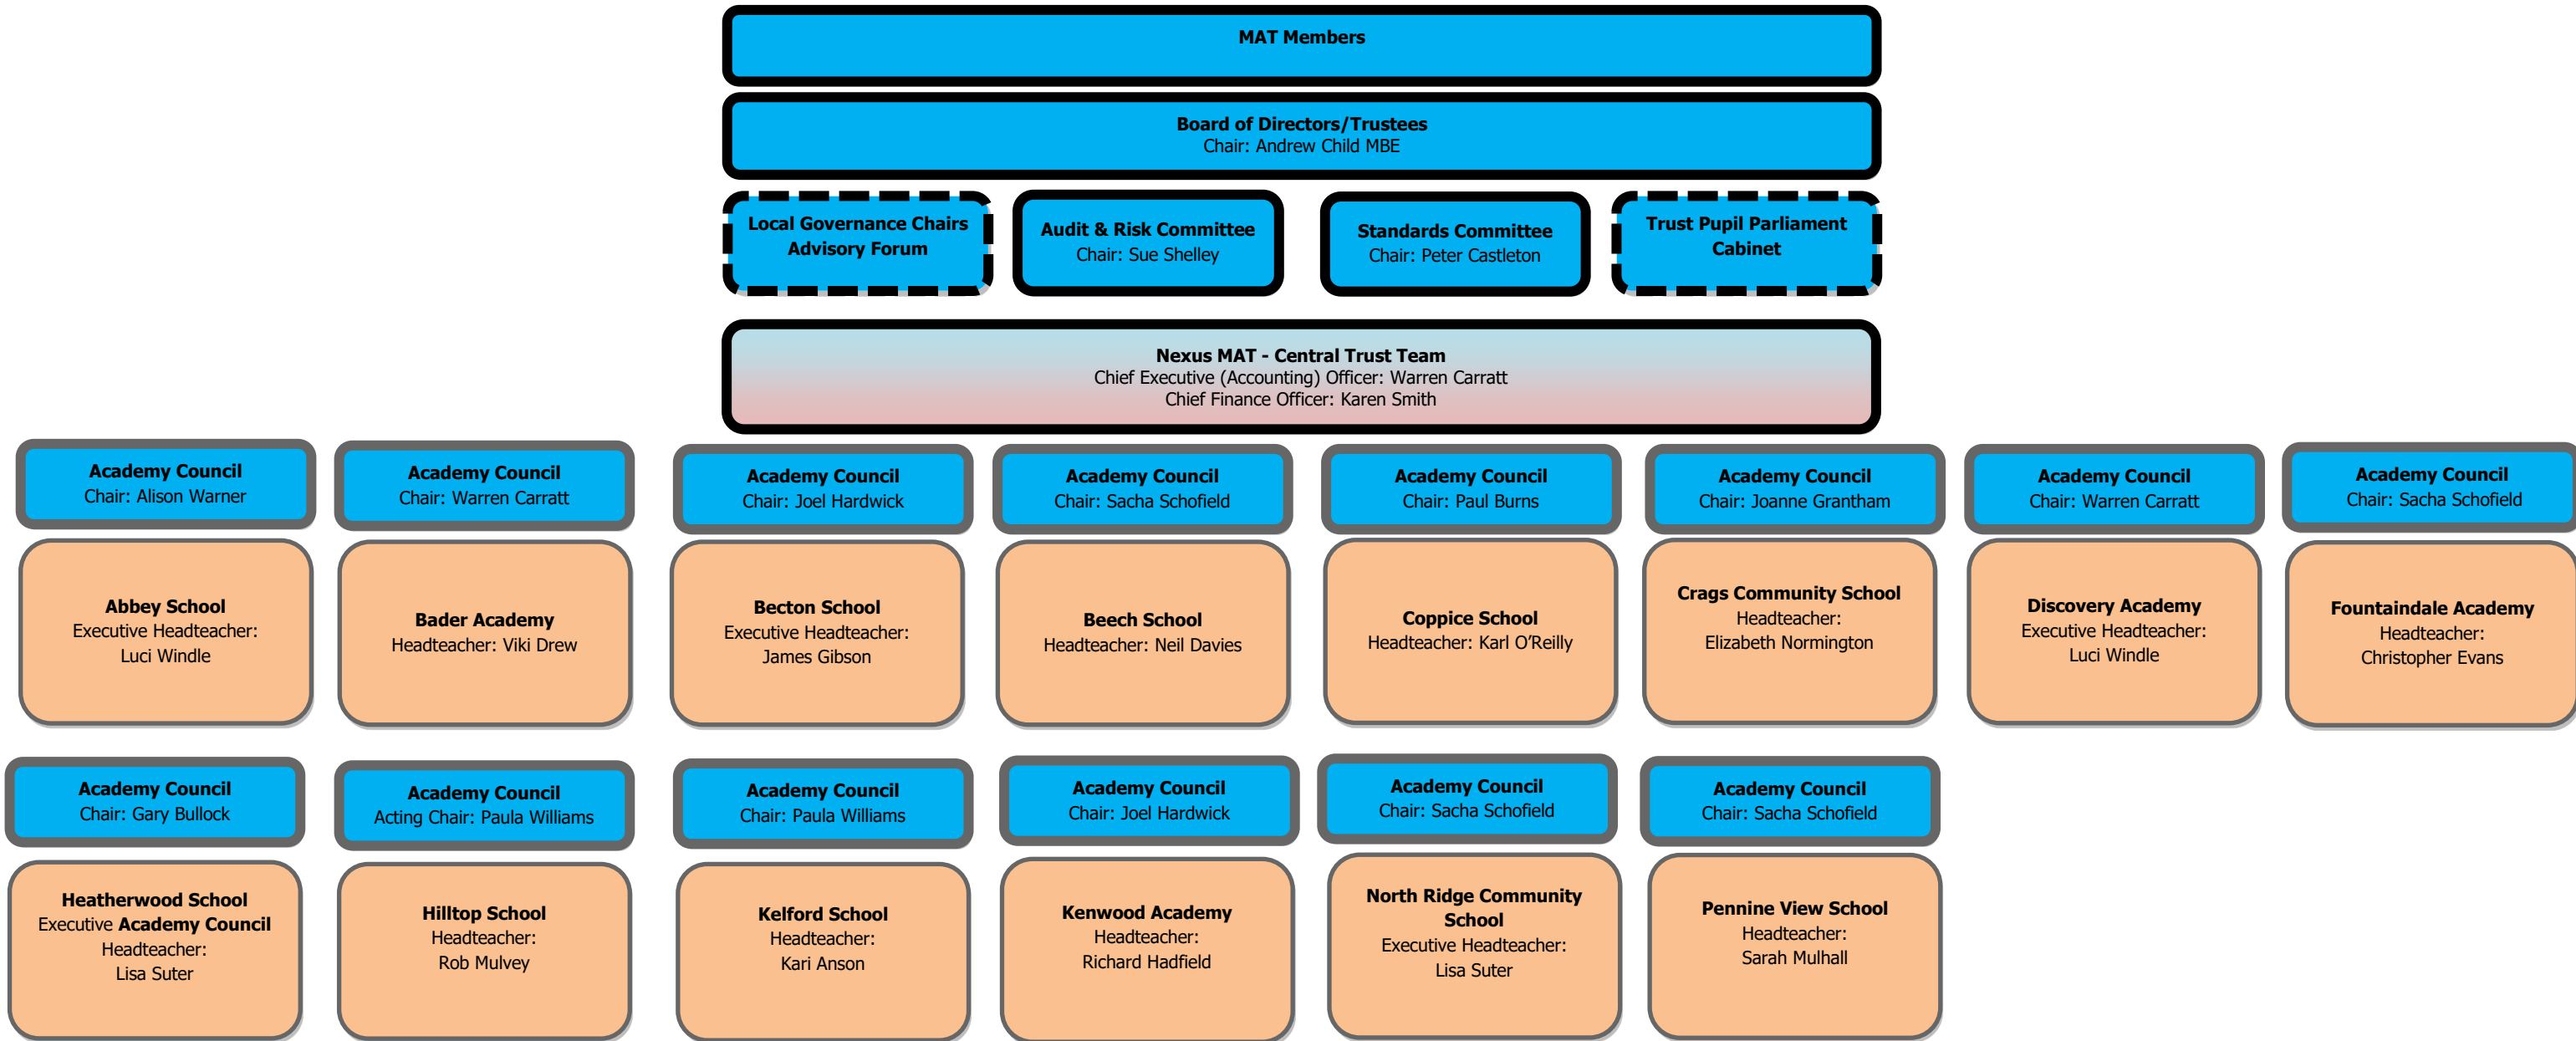 MAT Members
Board of Directors/Trustees
Chair: Andrew Child MBE
Local Governance Chairs
Advisory Forum
Audit & Risk Committee
Chair: Sue Shelley
Standards Committee
Chair: Peter Castleton
Trust Pupil Parliament
Cabinet
Nexus MAT - Central Trust Team
Chief Executive (Accounting) Officer: Warren Carratt
Chief Finance Officer: Karen Smith
Academy Council
Chair: Alison Warner
Academy Council
Chair: Warren Carratt
Academy Council
Chair: Joel Hardwick
Academy Council
Chair: Sacha Schofield
Academy Council
Chair: Paul Burns
Academy Council
Chair: Joanne Grantham
Academy Council
Chair: Warren Carratt
Academy Council
Chair: Sacha Schofield
Abbey School
Executive Headteacher:
Luci Windle
Bader Academy
Headteacher: Viki Drew
Becton School
Executive Headteacher:
James Gibson
Beech School
Headteacher: Neil Davies
Coppice School
Headteacher: Karl O'Reilly
Crags Community School
Headteacher:
Elizabeth Normington
Discovery Academy
Executive Headteacher:
Luci Windle
Fountaindale Academy
Headteacher:
Christopher Evans
Academy Council
Chair: Gary Bullock
Academy Council
Acting Chair: Paula Williams
Academy Council
Chair: Paula Williams
Academy Council
Chair: Joel Hardwick
Academy Council
Chair: Sacha Schofield
Academy Council
Chair: Sacha Schofield
Heatherwood School
Executive Academy Council
Headteacher:
Lisa Suter
Hilltop School
Headteacher:
Rob Mulvey
Kelford School
Headteacher:
Kari Anson
Kenwood Academy
Headteacher:
Richard Hadfield
North Ridge Community
School
Executive Headteacher:
Lisa Suter
Pennine View School
Headteacher:
Sarah Mulhall